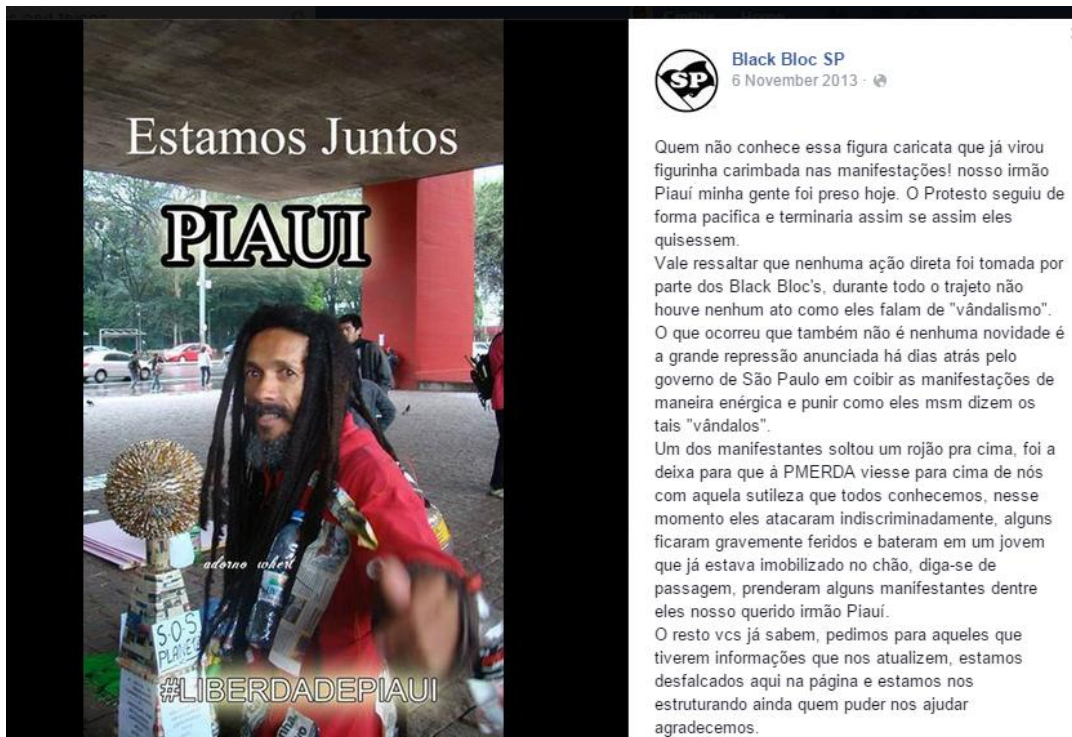 Estamos Juntos
PIAUI
adorno wherl
S.O.S
PLANETA
#LIBERDADEPIAUI
SP
Black Bloc SP
6 November 2013 ·
Quem não conhece essa figura caricata que já virou
figurinha carimbada nas manifestações! nosso irmão
Piauí minha gente foi preso hoje. O Protesto seguiu de
forma pacifica e terminaria assim se assim eles
quisessem.
Vale ressaltar que nenhuma ação direta foi tomada por
parte dos Black Bloc's, durante todo o trajeto não
houve nenhum ato como eles falam de "vândalismo".
O que ocorreu que também não é nenhuma novidade é
a grande repressão anunciada há dias atrás pelo
governo de São Paulo em coibir as manifestações de
maneira enérgica e punir como eles msm dizem os
tais "vândalos".
Um dos manifestantes soltou um rojão pra cima, foi a
deixa para que à PMERDA viesse para cima de nós
com aquela sutileza que todos conhecemos, nesse
momento eles atacaram indiscriminadamente, alguns
ficaram gravemente feridos e bateram em um jovem
que já estava imobilizado no chão, diga-se de
passagem, prenderam alguns manifestantes dentre
eles nosso querido irmão Piauí.
O resto vcs já sabem, pedimos para aqueles que
tiverem informações que nos atualizem, estamos
desfalcados aqui na página e estamos nos
estruturando ainda quem puder nos ajudar
agradecemos.